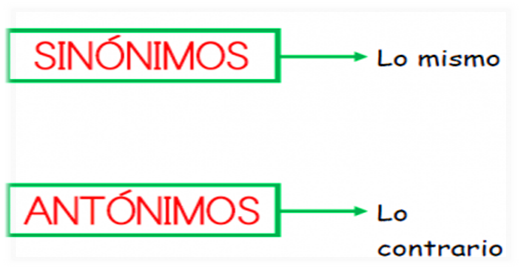 SINÓNIMOS Lo mismo
ANTÓNIMOS Lo
contrario